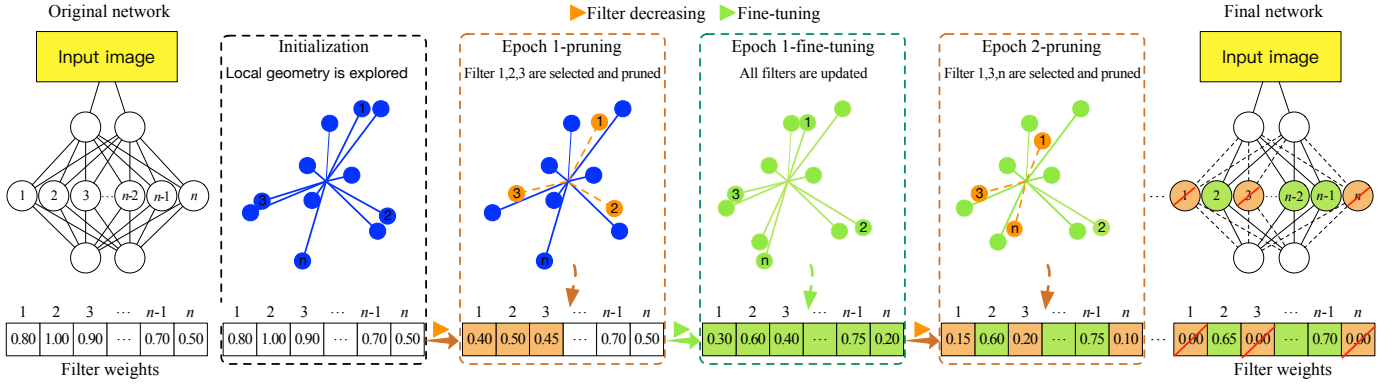 Original network
Filter decreasing
Fine-tuning
Final network
Input image
1 2 3 ··· n-2 n-1 n
1 2 3 ··· n-1 n
0.80 1.00 0.90 ··· 0.70 0.50
Filter weights
Initialization
Local geometry is explored
1
3
2
n
1 2 3 ··· n-1 n
0.80 1.00 0.90 ··· 0.70 0.50
Epoch 1-pruning
Filter 1,2,3 are selected and pruned
1
3
2
n
1 2 3 ··· n-1 n
0.40 0.50 0.45 ··· 0.70 0.50
Epoch 1-fine-tuning
All filters are updated
1
3
2
n
1 2 3 ··· n-1 n
0.30 0.60 0.40 ··· 0.75 0.20
Epoch 2-pruning
Filter 1,3,n are selected and pruned
1
3
2
n
1 2 3 ··· n-1 n
0.15 0.60 0.20 ··· 0.75 0.10
···
···
Input image
1 2 3 ··· n-2 n-1 n
1 2 3 ··· n-1 n
0.00 0.65 0.00 ··· 0.70 0.00
Filter weights